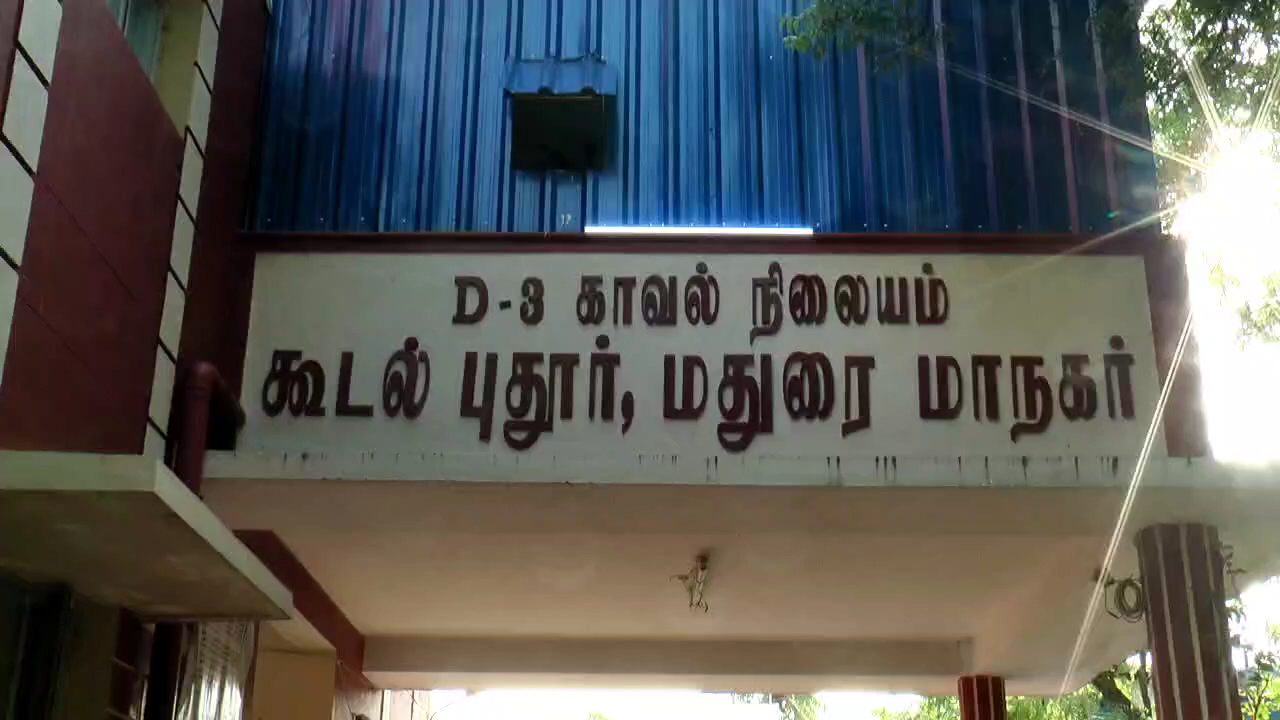 D-3 காவல் நிலையம்
கூடல் புதூர், மதுரை மாநகர்